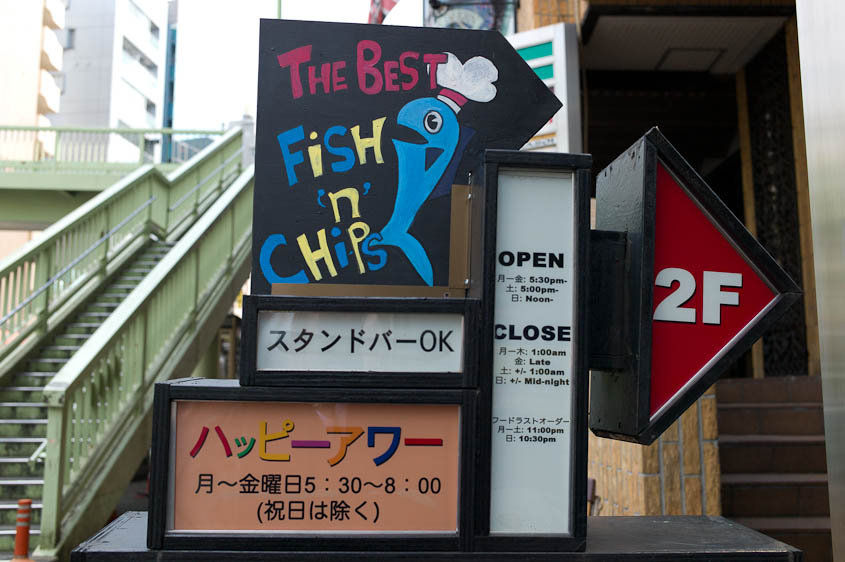 THE BEST
FiSH
'n'
CHiPS
スタンドバーOK
ハッピーアワー
月～金曜日5：30～8：00
(祝日は除く)
OPEN
月ー金: 5:30pm-
土: 5:00pm-
日: Noon-
CLOSE
月ー木: 1:00am
金: Late
土: +/- 1:00am
日: +/- Mid-night
フードラストオーダー
月ー土: 11:00pm
日: 10:30pm
2F